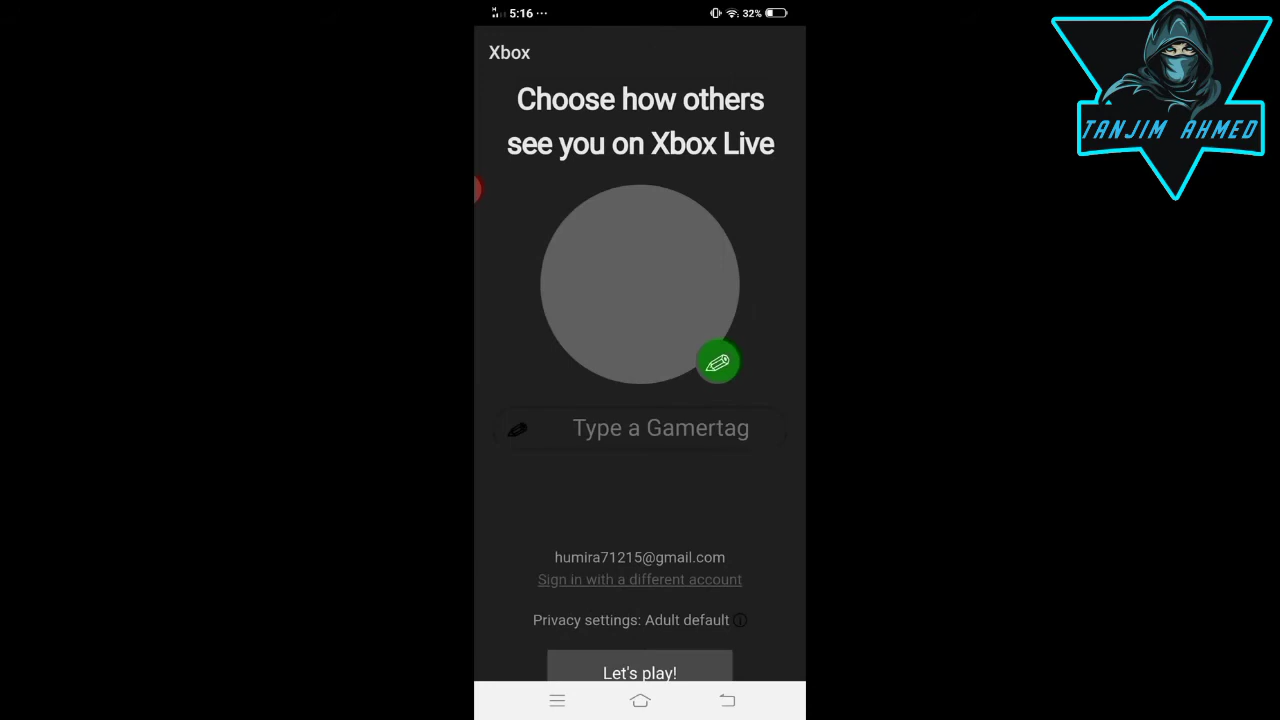 5:16 ...
32%
TANJIM AHMED
Xbox
Choose how others
see you on Xbox Live
Type a Gamertag
humira71215@gmail.com
Sign in with a different account
Privacy settings: Adult default
Let's play!